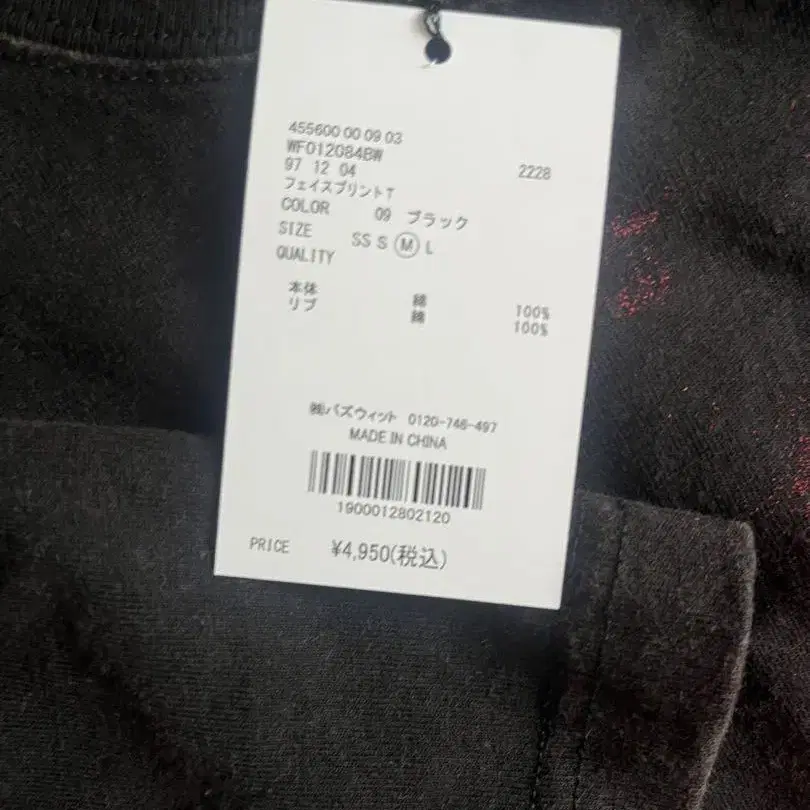 455600 00 09 03
WF012084BW
97 12 04 2228
フェイスプリントT
COLOR 09 ブラック
SIZE SS S M L
QUALITY
本体 綿 100%
リブ 綿 100%
㈱バズウィット 0120-746-497
MADE IN CHINA
1900012802120
PRICE ¥4,950(税込)